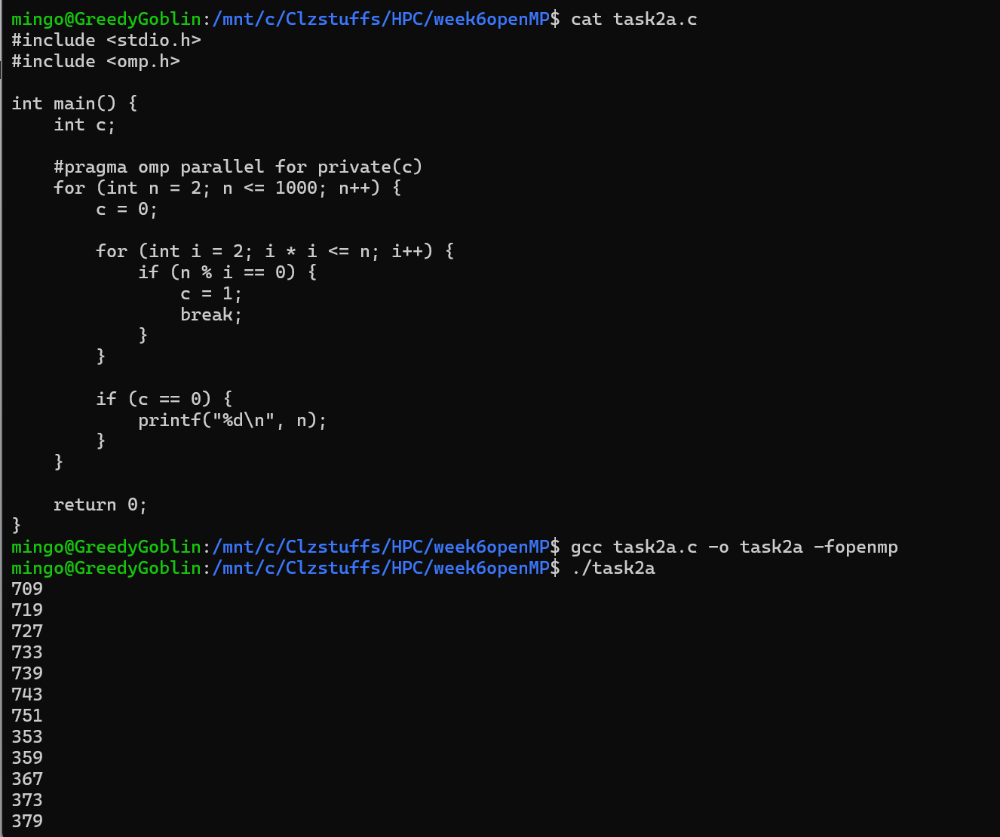 mingo@GreedyGoblin:/mnt/c/Clzstuffs/HPC/week6openMP$ cat task2a.c
#include <stdio.h>
#include <omp.h>

int main() {
    int c;

    #pragma omp parallel for private(c)
    for (int n = 2; n <= 1000; n++) {
        c = 0;

        for (int i = 2; i * i <= n; i++) {
            if (n % i == 0) {
                c = 1;
                break;
            }
        }

        if (c == 0) {
            printf("%d\n", n);
        }
    }

    return 0;
}
mingo@GreedyGoblin:/mnt/c/Clzstuffs/HPC/week6openMP$ gcc task2a.c -o task2a -fopenmp
mingo@GreedyGoblin:/mnt/c/Clzstuffs/HPC/week6openMP$ ./task2a
709
719
727
733
739
743
751
353
359
367
373
379